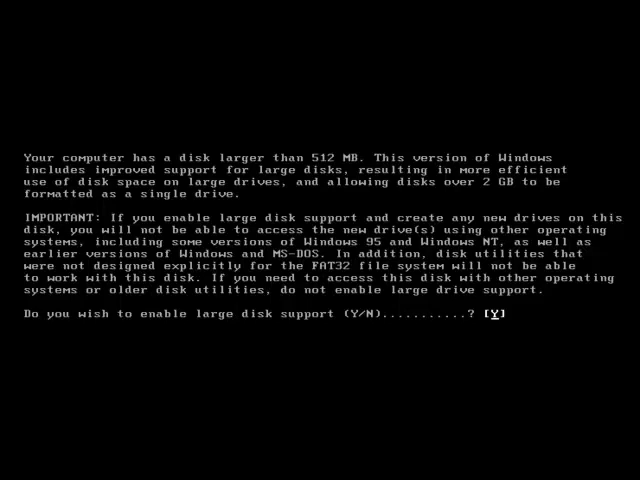 Your computer has a disk larger than 512 MB. This version of Windows
includes improved support for large disks, resulting in more efficient
use of disk space on large drives, and allowing disks over 2 GB to be
formatted as a single drive.
IMPORTANT: If you enable large disk support and create any new drives on this
disk, you will not be able to access the new drive(s) using other operating
systems, including some versions of Windows 95 and Windows NT, as well as
earlier versions of Windows and MS-DOS. In addition, disk utilities that
were not designed explicitly for the FAT32 file system will not be able
to work with this disk. If you need to access this disk with other operating
systems or older disk utilities, do not enable large drive support.
Do you wish to enable large disk support (Y/N)...........? [Y]